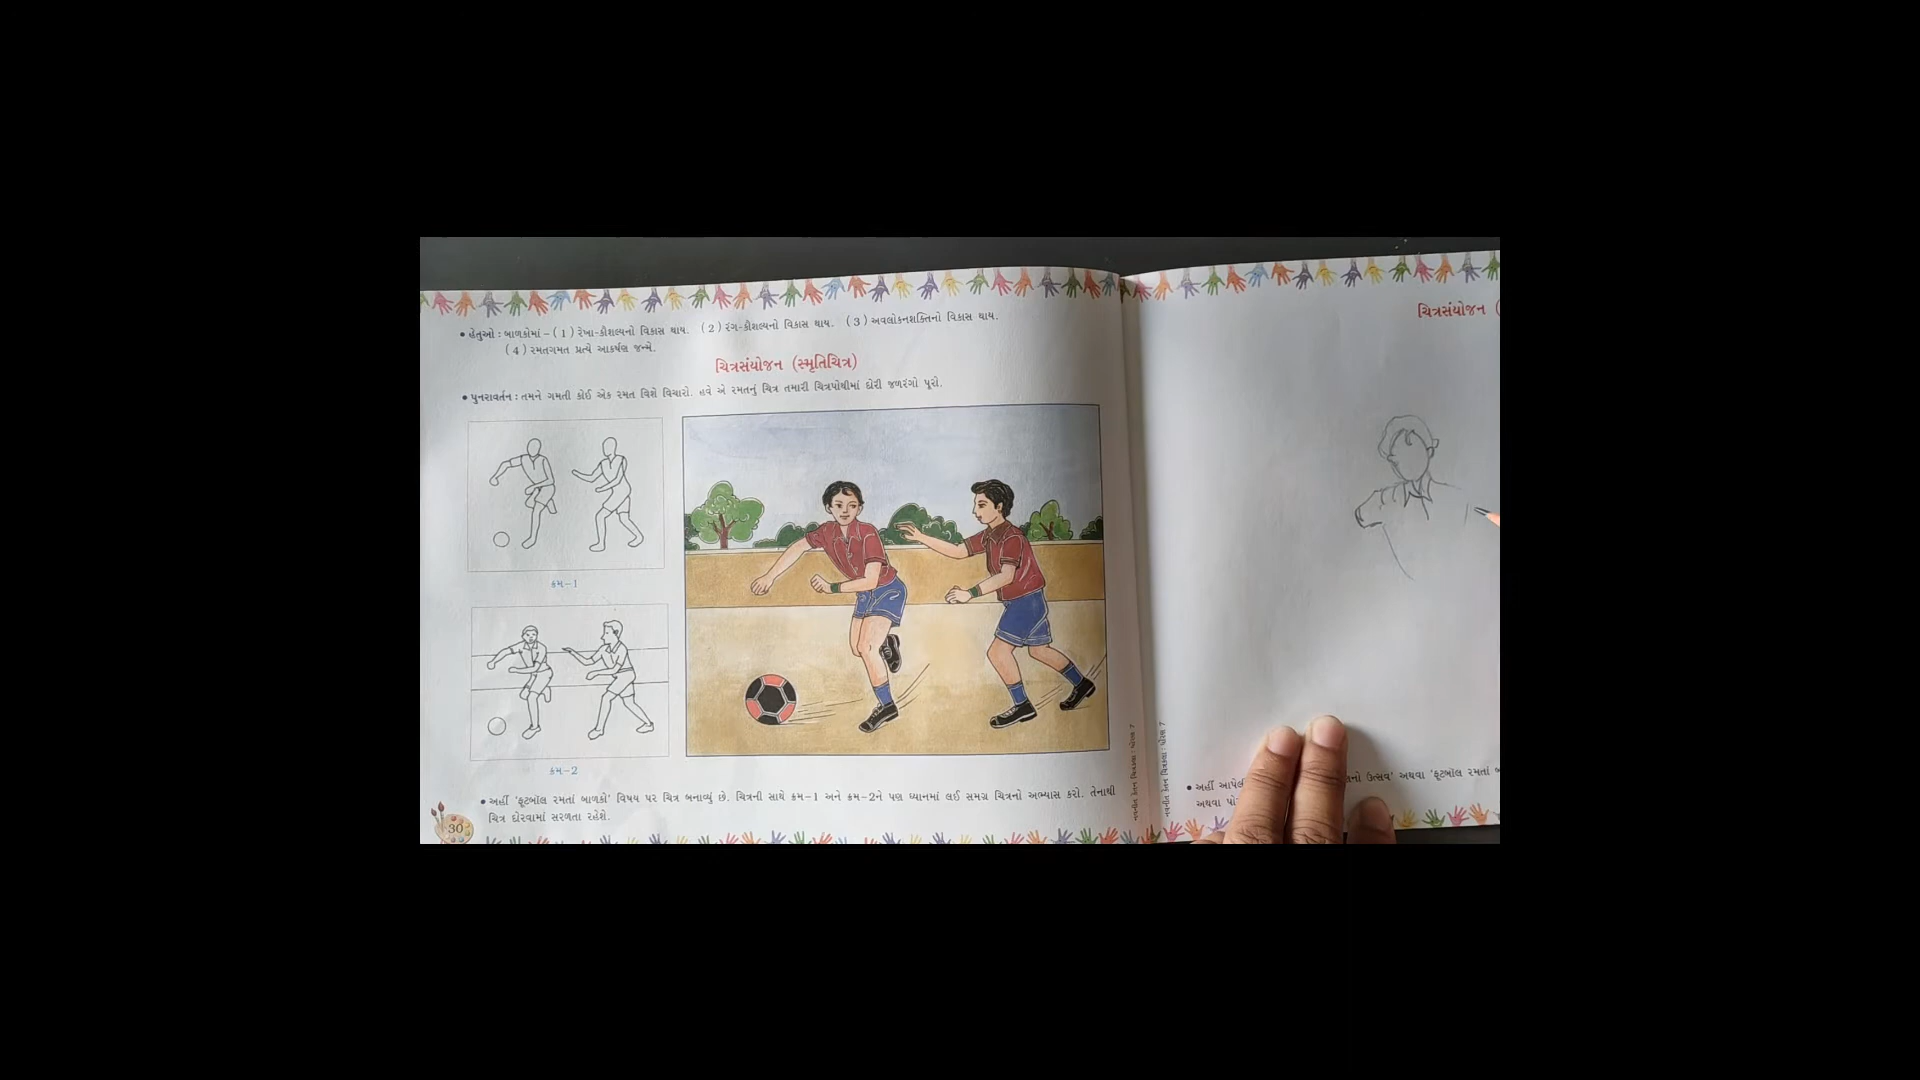 • હેતુઓ : બાળકોમાં – (1) રેખા-કૌશલ્યનો વિકાસ થાય. (2) રંગ-કૌશલ્યનો વિકાસ થાય. (3) અવલોકનશક્તિનો વિકાસ થાય.
(4) રમતગમત પ્રત્યે આકર્ષણ જન્મે.
ચિત્રસંયોજન (સ્મૃતિચિત્ર)
• પુનરાવર્તન : તમને ગમતી કોઈ એક રમત વિશે વિચારો. હવે એ રમતનું ચિત્ર તમારી ચિત્રપોથીમાં દોરી જળરંગો પૂરો.
ક્રમ-1
ક્રમ-2
• અહીં 'ફૂટબૉલ રમતાં બાળકો' વિષય પર ચિત્ર બનાવ્યું છે. ચિત્રની સાથે ક્રમ-1 અને ક્રમ-2ને પણ ધ્યાનમાં લઈ સમગ્ર ચિત્રનો અભ્યાસ કરો. તેનાથી
ચિત્ર દોરવામાં સરળતા રહેશે.
30
ચિત્રસંયોજન (
• અહીં આપેલી નો ઉત્સવ' અથવા 'ફૂટબૉલ રમતાં
અથવા